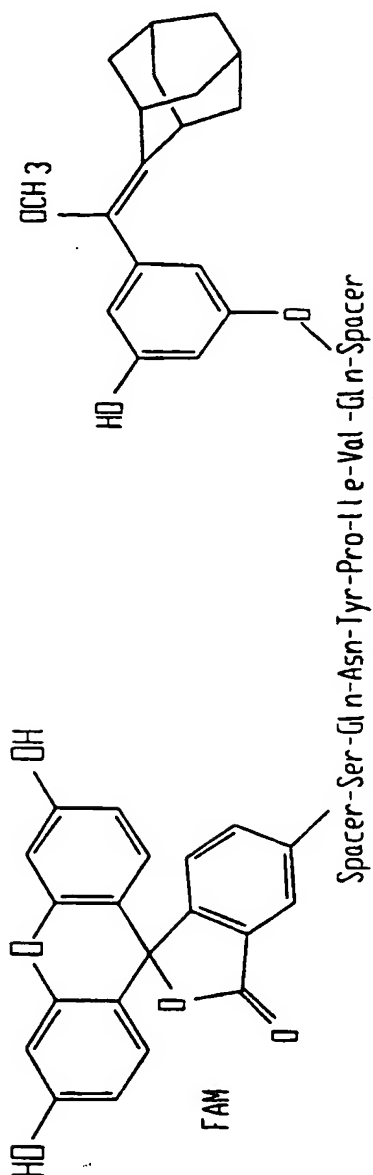 HO
O
OH
OCH3
HO
O
O
O
FAM
Spacer-Ser-Gln-Asn-Tyr-Pro-Ile-Val-Gln-Spacer